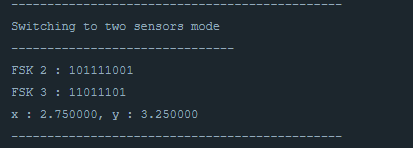 ----------------------------------------------
Switching to two sensors mode
-------------------------------
FSK 2 : 101111001
FSK 3 : 11011101
x : 2.750000, y : 3.250000
----------------------------------------------